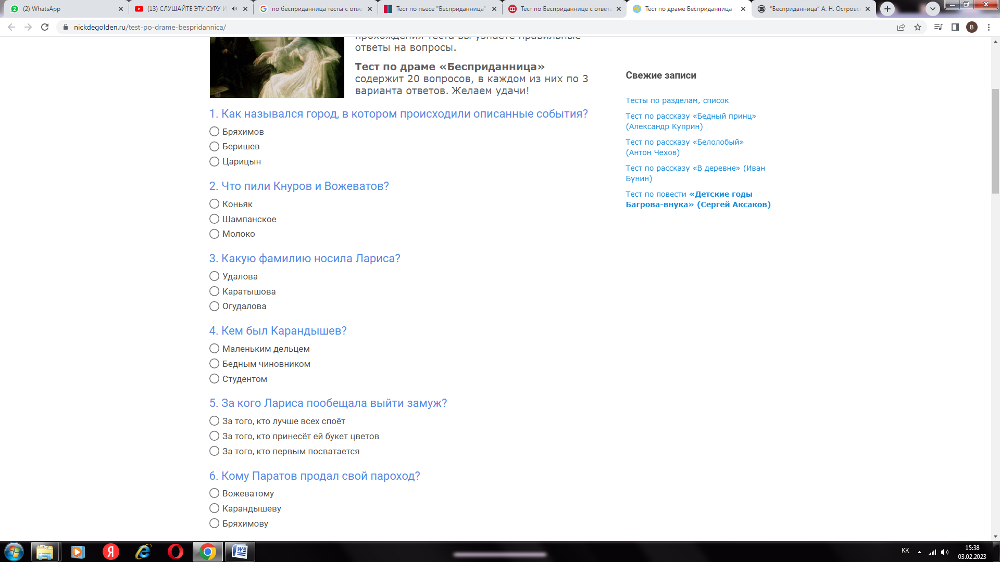 (2) WhatsApp
(13) СЛУШАЙТЕ ЭТУ СУРУ И
по бесприданница тесты с отве
Тест по пьесе "Бесприданница"
Тест по Бесприданнице с ответа
Тест по драме Бесприданница -
"Бесприданница" А. Н. Островс
nickdegolden.ru/test-po-drame-bespridannica/
B
прохождения теста вы узнаете правильные
ответы на вопросы.
Тест по драме «Бесприданница»
содержит 20 вопросов, в каждом из них по 3
варианта ответов. Желаем удачи!
1. Как назывался город, в котором происходили описанные события?
Бряхимов
Беришев
Царицын
2. Что пили Кнуров и Вожеватов?
Коньяк
Шампанское
Молоко
3. Какую фамилию носила Лариса?
Удалова
Каратышова
Огудалова
4. Кем был Карандышев?
Маленьким дельцем
Бедным чиновником
Студентом
5. За кого Лариса пообещала выйти замуж?
За того, кто лучше всех споёт
За того, кто принесёт ей букет цветов
За того, кто первым посватается
6. Кому Паратов продал свой пароход?
Вожеватому
Карандышеву
Бряхимову
Свежие записи
Тесты по разделам, список
Тест по рассказу «Бедный принц»
(Александр Куприн)
Тест по рассказу «Белолобый»
(Антон Чехов)
Тест по рассказу «В деревне» (Иван
Бунин)
Тест по повести «Детские годы
Багрова-внука» (Сергей Аксаков)
KK
15:38
03.02.2023